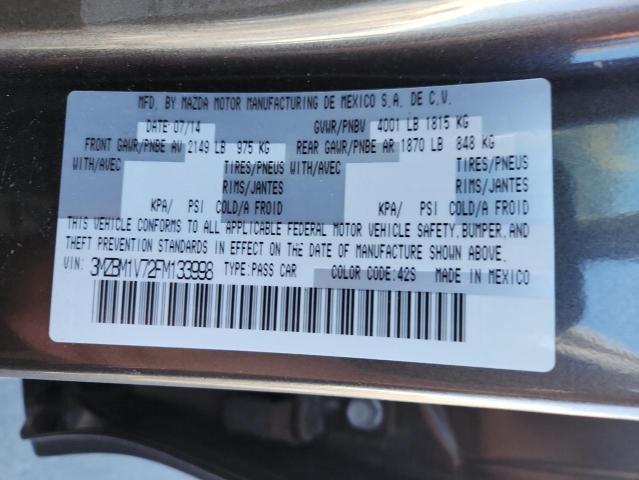 MFD. BY MAZDA MOTOR MANUFACTURING DE MEXICO S.A. DE C.V.
DATE 07/14 GVWR/PNBV 4001 LB 1815 KG
FRONT GAWR/PNBE AV 2149 LB 975 KG REAR GAWR/PNBE AR 1870 LB 848 KG
WITH/AVEC TIRES/PNEUS WITH/AVEC TIRES/PNEUS
RIMS/JANTES RIMS/JANTES
KPA/ PSI COLD/A FROID KPA/ PSI COLD/A FROID
THIS VEHICLE CONFORMS TO ALL APPLICABLE FEDERAL MOTOR VEHICLE SAFETY, BUMPER, AND
THEFT PREVENTION STANDARDS IN EFFECT ON THE DATE OF MANUFACTURE SHOWN ABOVE.
VIN: 3MZBM1V72FM133998 TYPE:PASS CAR COLOR CODE:42S MADE IN MEXICO